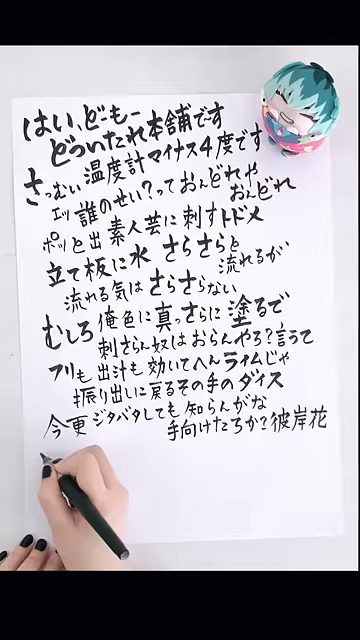 はい、どーもー
どついたれ本舗です
さっむい 温度計マイナス4度です
エッ誰のせい?っておんどれや
おんどれ
ポッと出 素人芸に刺すトドメ
立て板に水 さらさらと
流れるが
流れる気は さらさらない
むしろ 俺色に真っさらに塗るで
刺さらん奴はおらんやろ?言うて
フリも出汁も効いてへんライムじゃ
振り出しに戻るその手のダイス
今更 ジタバタしても 知らんがな
手向けたろか?彼岸花